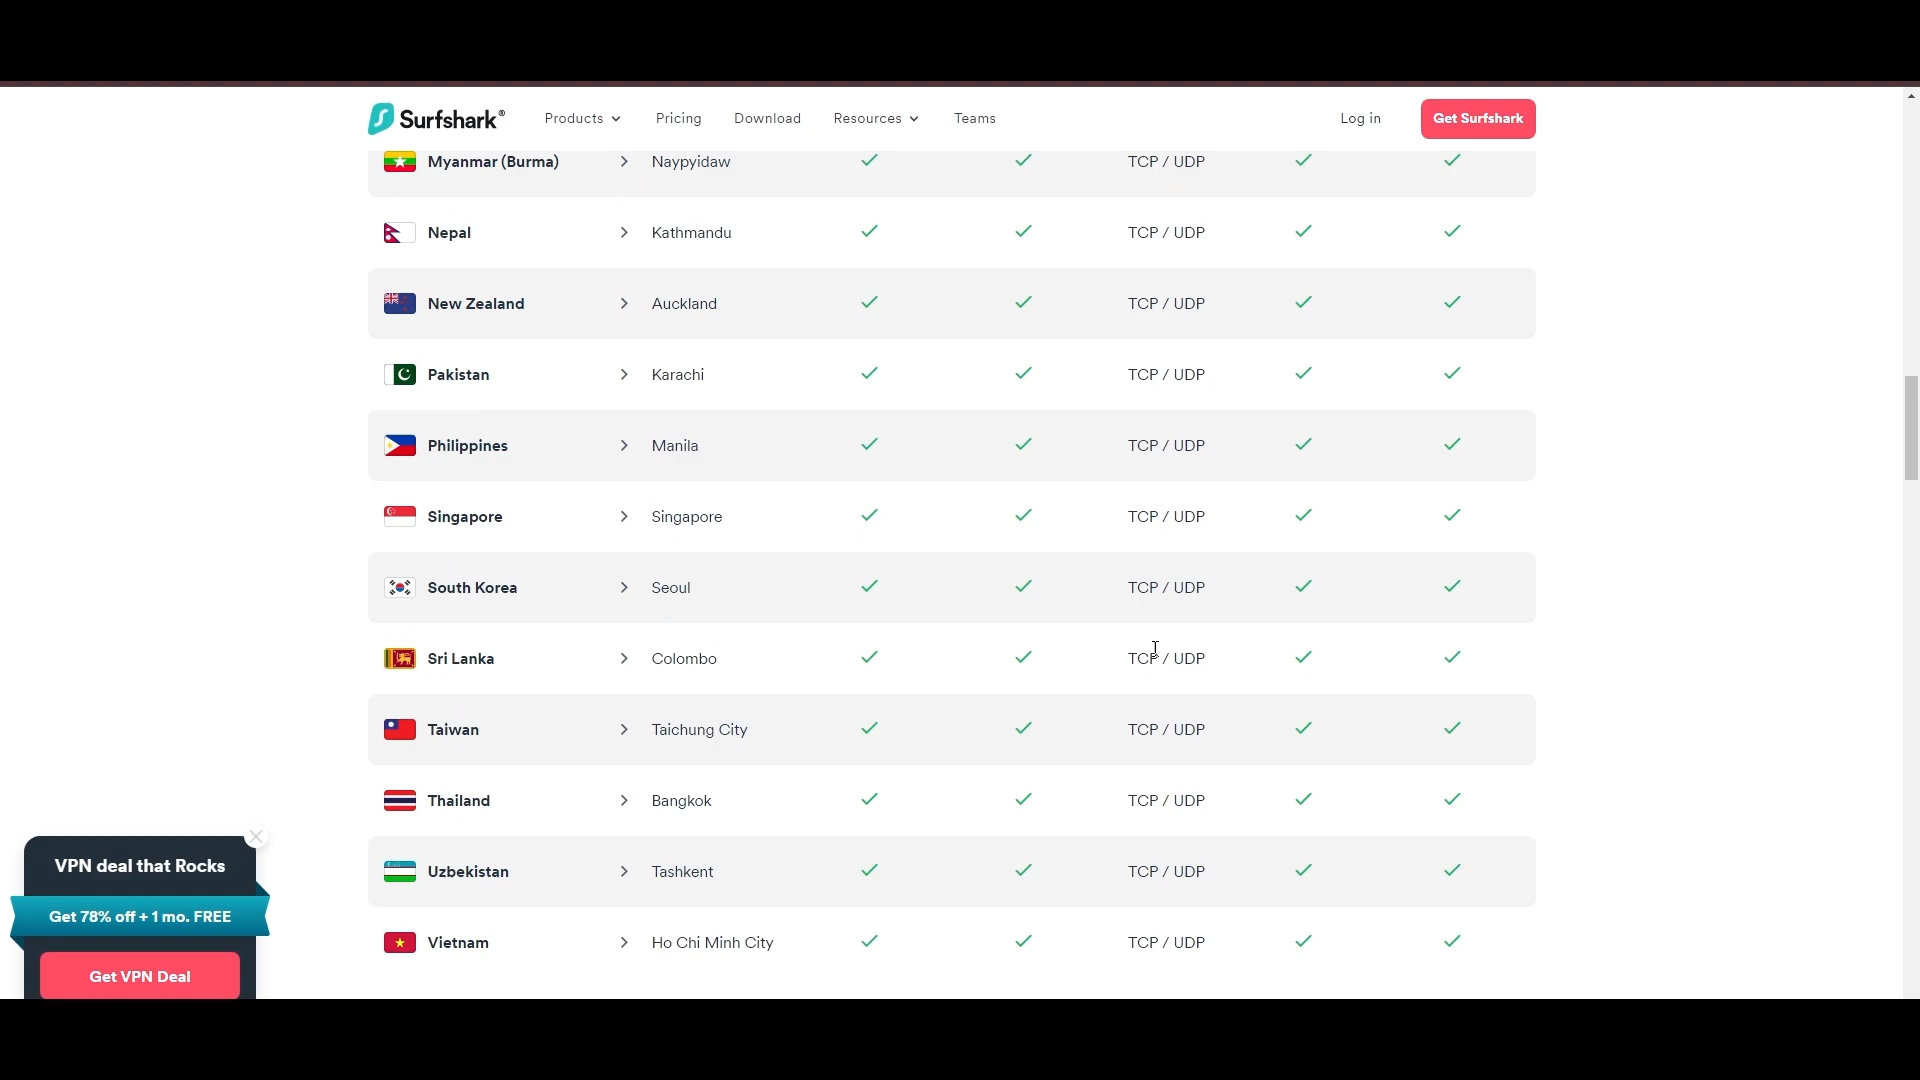 Surfshark® Products Pricing Download Resources Teams Log in Get Surfshark
Myanmar (Burma) Naypyidaw TCP / UDP
Nepal Kathmandu TCP / UDP
New Zealand Auckland TCP / UDP
Pakistan Karachi TCP / UDP
Philippines Manila TCP / UDP
Singapore Singapore TCP / UDP
South Korea Seoul TCP / UDP
Sri Lanka Colombo TCP / UDP
Taiwan Taichung City TCP / UDP
Thailand Bangkok TCP / UDP
Uzbekistan Tashkent TCP / UDP
Vietnam Ho Chi Minh City TCP / UDP
VPN deal that Rocks
Get 78% off + 1 mo. FREE
Get VPN Deal